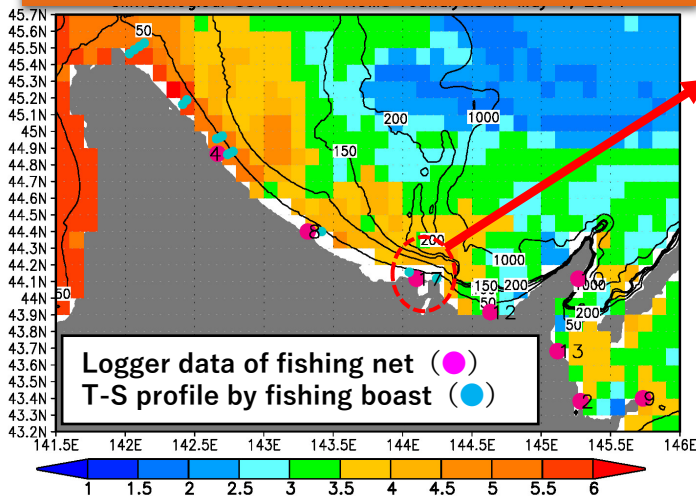 45.7N
45.6N
45.5N
45.4N
45.3N
45.2N
45.1N
45N
44.9N
44.8N
44.7N
44.6N
44.5N
44.4N
44.3N
44.2N
44.1N
44N
43.9N
43.8N
43.7N
43.6N
43.5N
43.4N
43.3N
43.2N
50
200
1000
150
4
8
200
1000
150
200
50
12
200
50
50
13
2
9
Logger data of fishing net (●)
T-S profile by fishing boast (●)
141.5E 142E 142.5E 143E 143.5E 144E 144.5E 145E 145.5E 146E
1 1.5 2 2.5 3 3.5 4 4.5 5 5.5 6